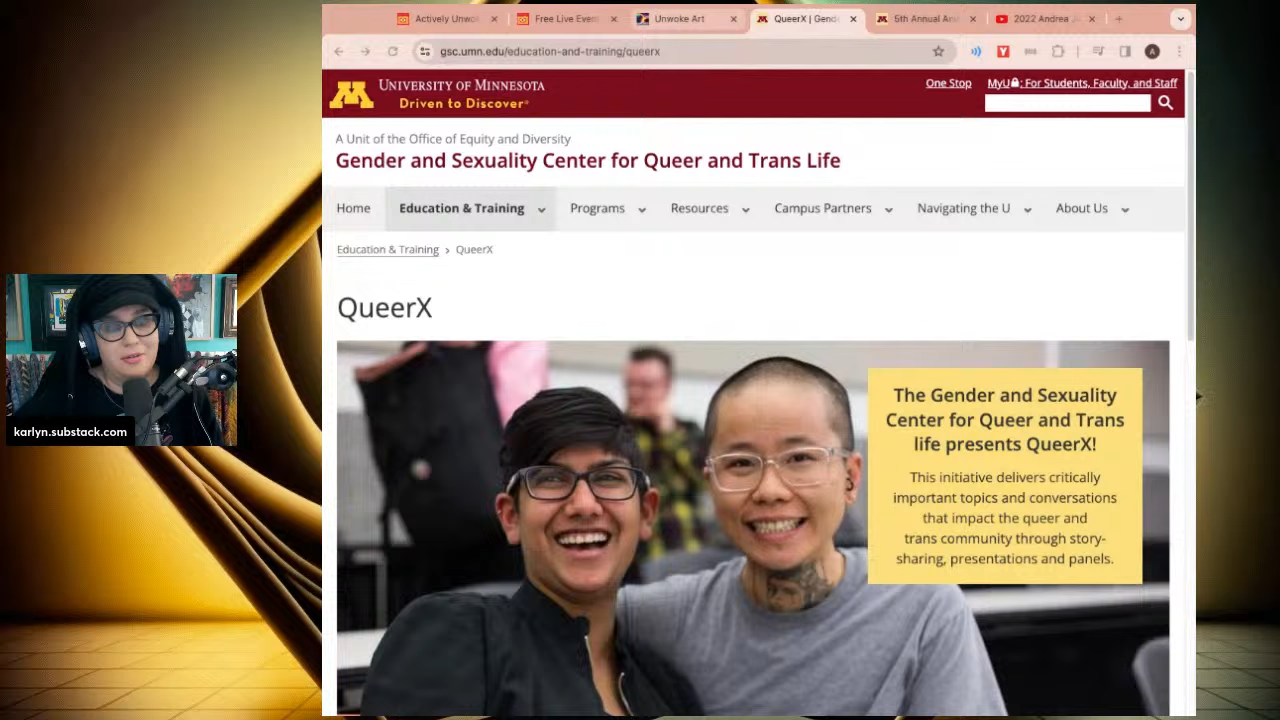 Actively Unwo
Free Live Even
Unwoke Art
QueerX | Gend
5th Annual An
2022 Andrea J
gsc.umn.edu/education-and-training/queerx
A
UNIVERSITY OF MINNESOTA
Driven to Discover®
One Stop
MyU: For Students, Faculty, and Staff
A Unit of the Office of Equity and Diversity
Gender and Sexuality Center for Queer and Trans Life
Home
Education & Training
Programs
Resources
Campus Partners
Navigating the U
About Us
Education & Training › QueerX
QueerX
The Gender and Sexuality
Center for Queer and Trans
life presents QueerX!
This initiative delivers critically
important topics and conversations
that impact the queer and
trans community through story-
sharing, presentations and panels.
karlyn.substack.com